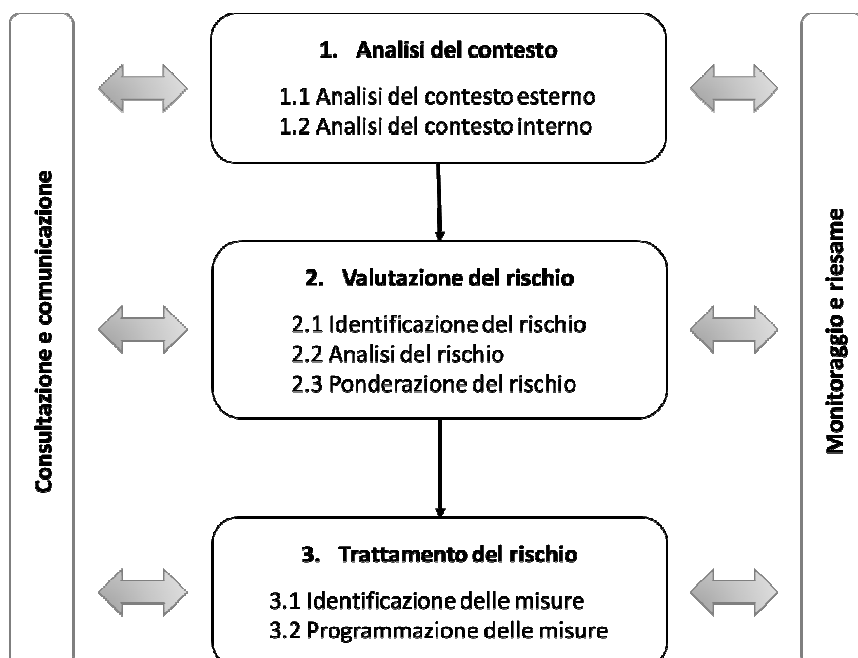 Consultazione e comunicazione
1. Analisi del contesto
1.1 Analisi del contesto esterno
1.2 Analisi del contesto interno
2. Valutazione del rischio
2.1 Identificazione del rischio
2.2 Analisi del rischio
2.3 Ponderazione del rischio
3. Trattamento del rischio
3.1 Identificazione delle misure
3.2 Programmazione delle misure
Monitoraggio e riesame